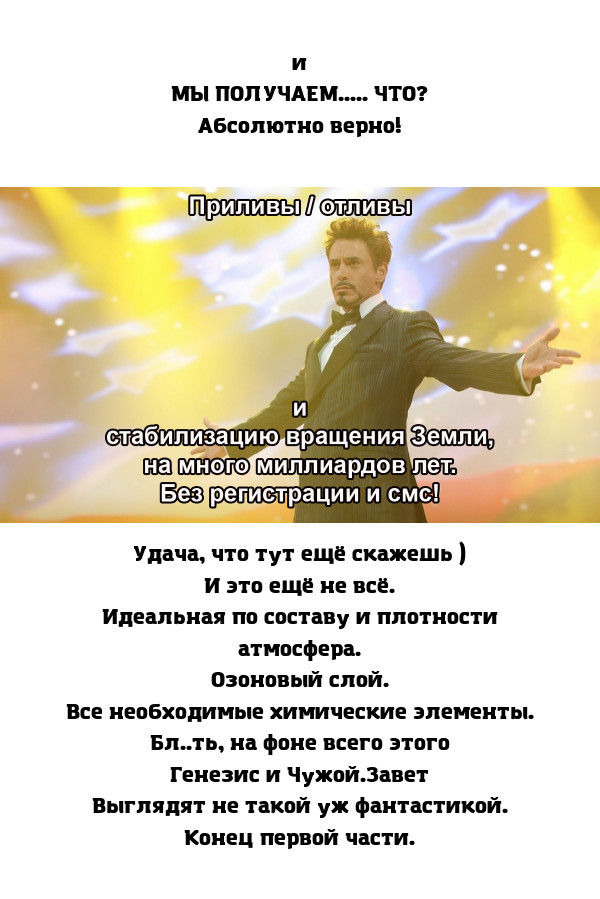 и
МЫ ПОЛУЧАЕМ..... ЧТО?
Абсолютно верно!
Приливы / отливы
и
стабилизацию вращения Земли,
на много миллиардов лет.
Без регистрации и смс!
Удача, что тут ещё скажешь )
И это ещё не всё.
Идеальная по составу и плотности
атмосфера.
Озоновый слой.
Все необходимые химические элементы.
Бл..ть, на фоне всего этого
Генезис и Чужой.Завет
Выглядят не такой уж фантастикой.
Конец первой части.